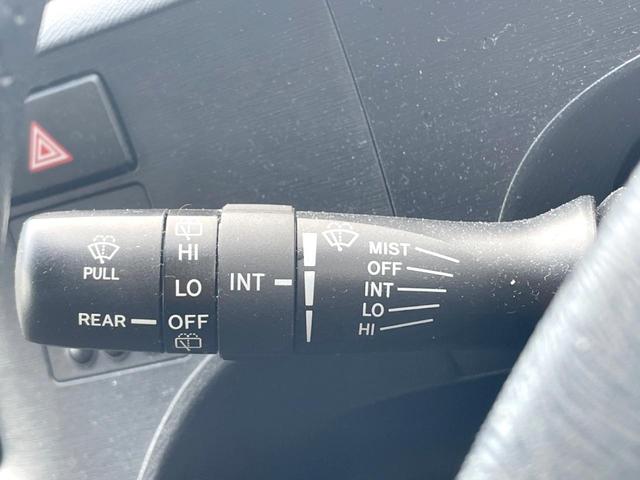 PULL
REAR
HI
LO
OFF
INT
MIST
OFF
INT
LO
HI